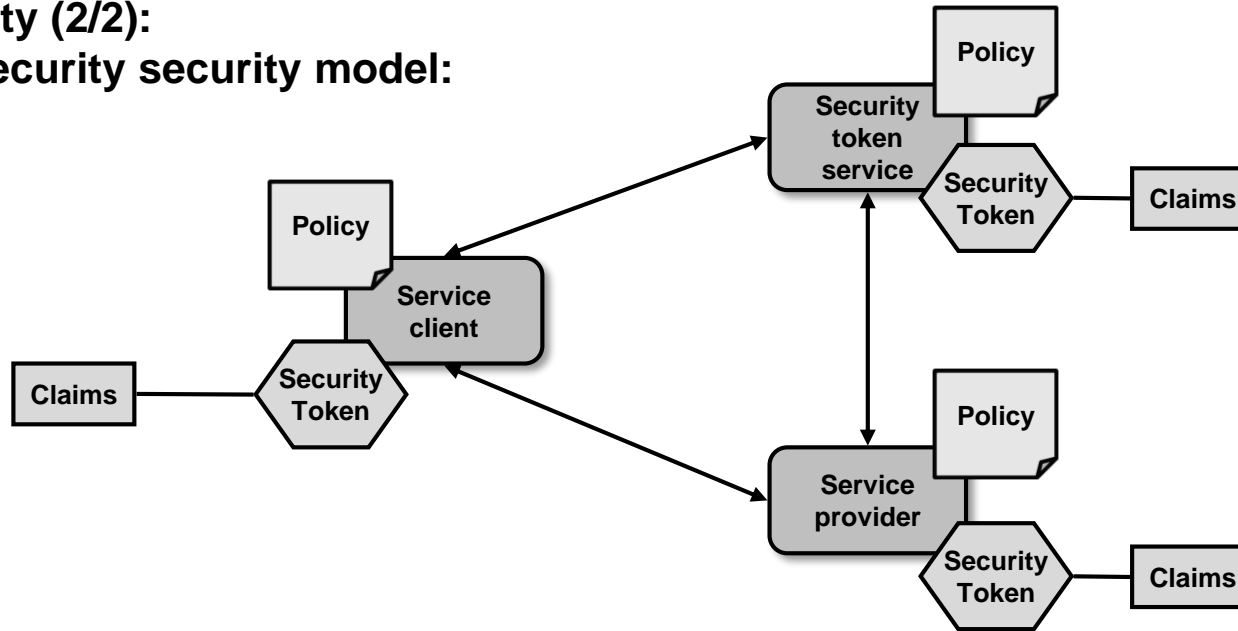 ty (2/2):
ecurity security model:
Policy
Security
token
service
Security
Token
Claims
Policy
Service
client
Security
Token
Claims
Policy
Service
provider
Security
Token
Claims